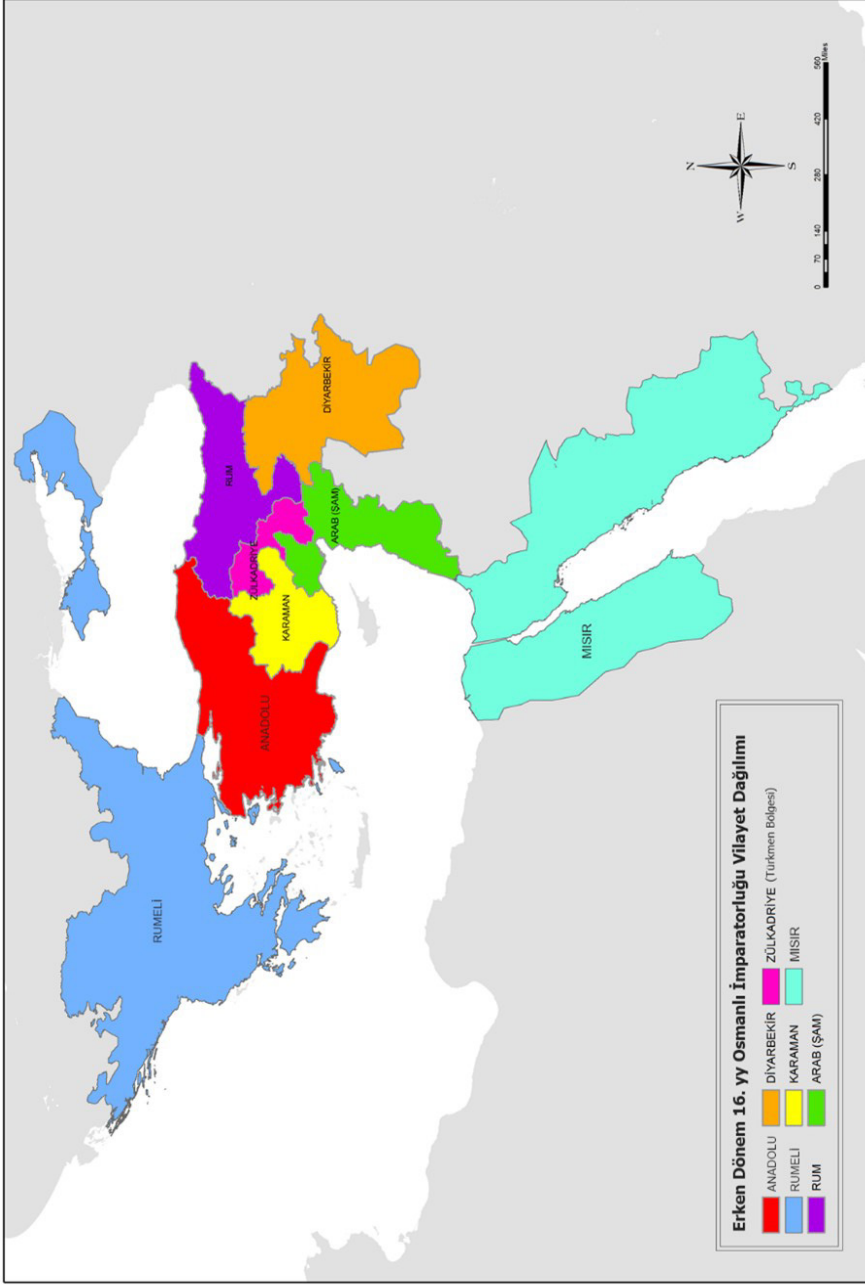 RUMELİ
ANADOLU
KARAMAN
ZÜLKADRİYE
RUM
ARAB (ŞAM)
DİYARBEKİR
MISIR
N
W
E
S
0 70 140 280 420 560
Miles
Erken Dönem 16. yy Osmanlı İmparatorluğu Vilayet Dağılımı
ANADOLU DİYARBEKİR ZÜLKADRİYE (Türkmen Bölgesi)
RUMELİ KARAMAN MISIR
RUM ARAB (ŞAM)